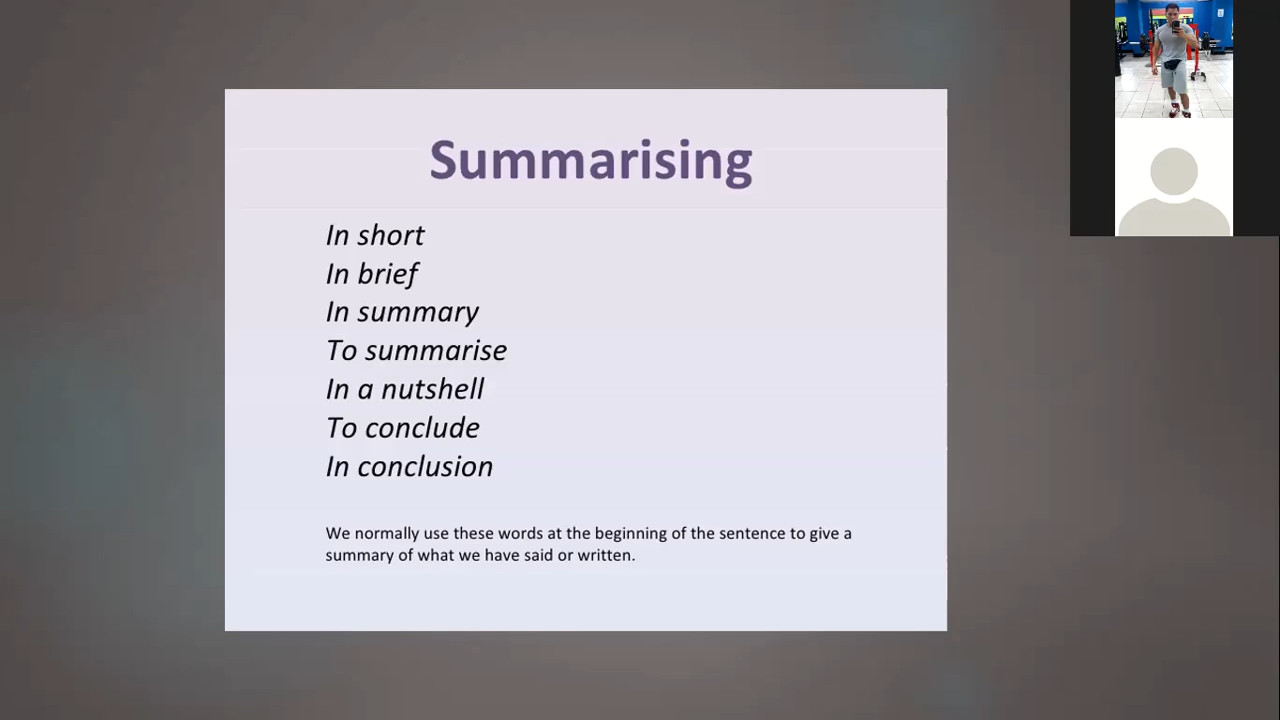 Summarising
In short
In brief
In summary
To summarise
In a nutshell
To conclude
In conclusion
We normally use these words at the beginning of the sentence to give a
summary of what we have said or written.